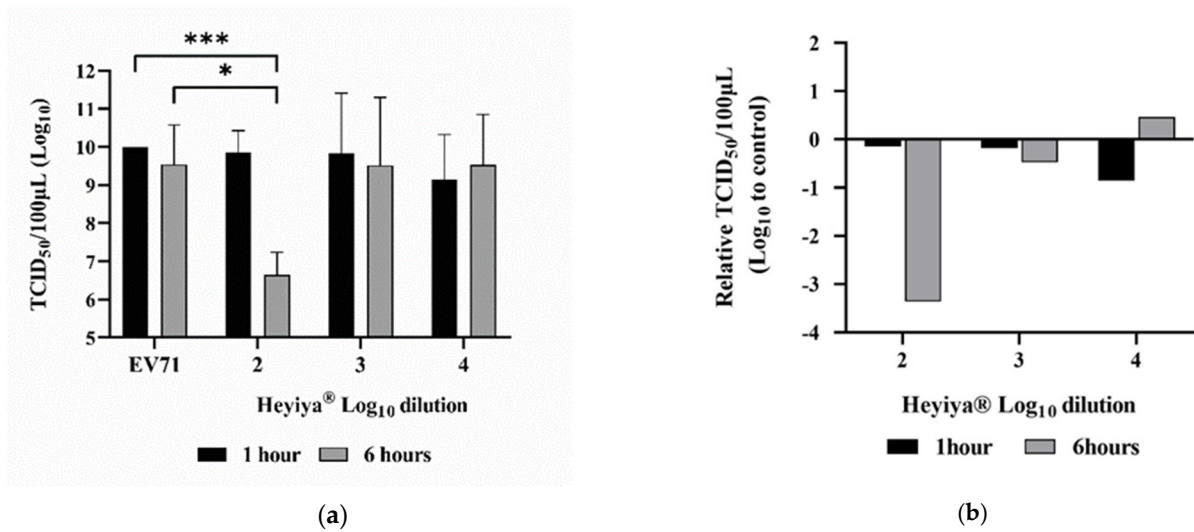 ***
*
12
11
10
9
8
7
6
5
TCID50/100µL (Log10)
EV71 2 3 4
Heyiya® Log10 dilution
1 hour 6 hours
(a)
2
1
0
-1
-2
-3
-4
Relative TCID50/100µL
(Log10 to control)
2 3 4
Heyiya® Log10 dilution
1hour 6hours
(b)